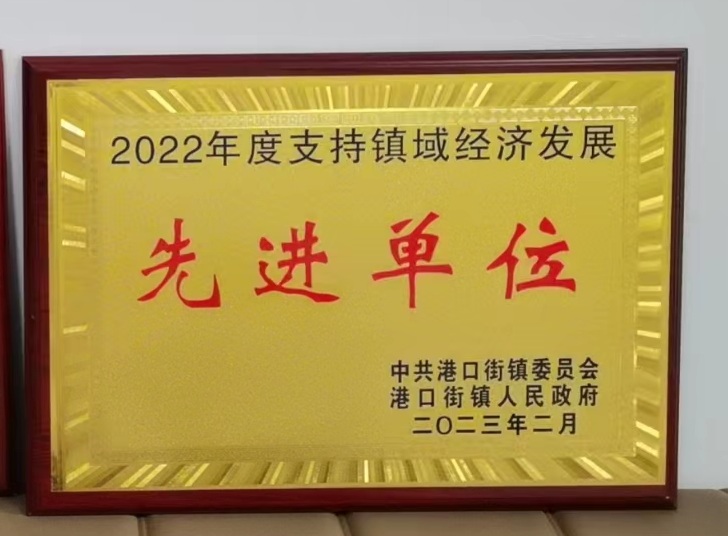 2022年度支持镇域经济发展
先进单位
中共港口街镇委员会
港口街镇人民政府
二〇二三年二月